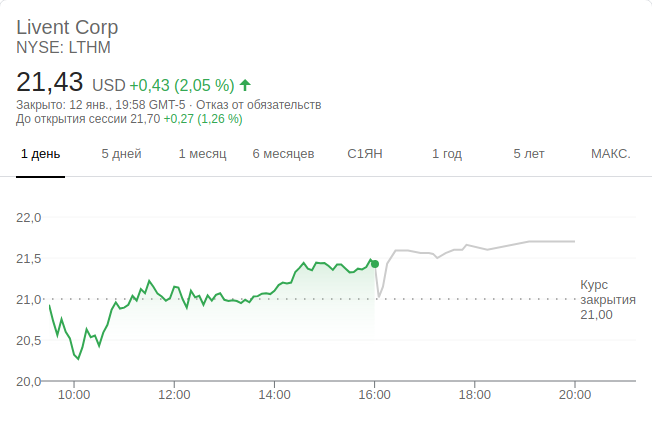 Livent Corp
NYSE: LTHM
21,43 USD +0,43 (2,05 %)
Закрыто: 12 янв., 19:58 GMT-5 · Отказ от обязательств
До открытия сессии 21,70 +0,27 (1,26 %)
1 день 5 дней 1 месяц 6 месяцев С1ЯН 1 год 5 лет МАКС.
22,0
21,5
21,0
20,5
20,0
Курс
закрытия
21,00
10:00 12:00 14:00 16:00 18:00 20:00